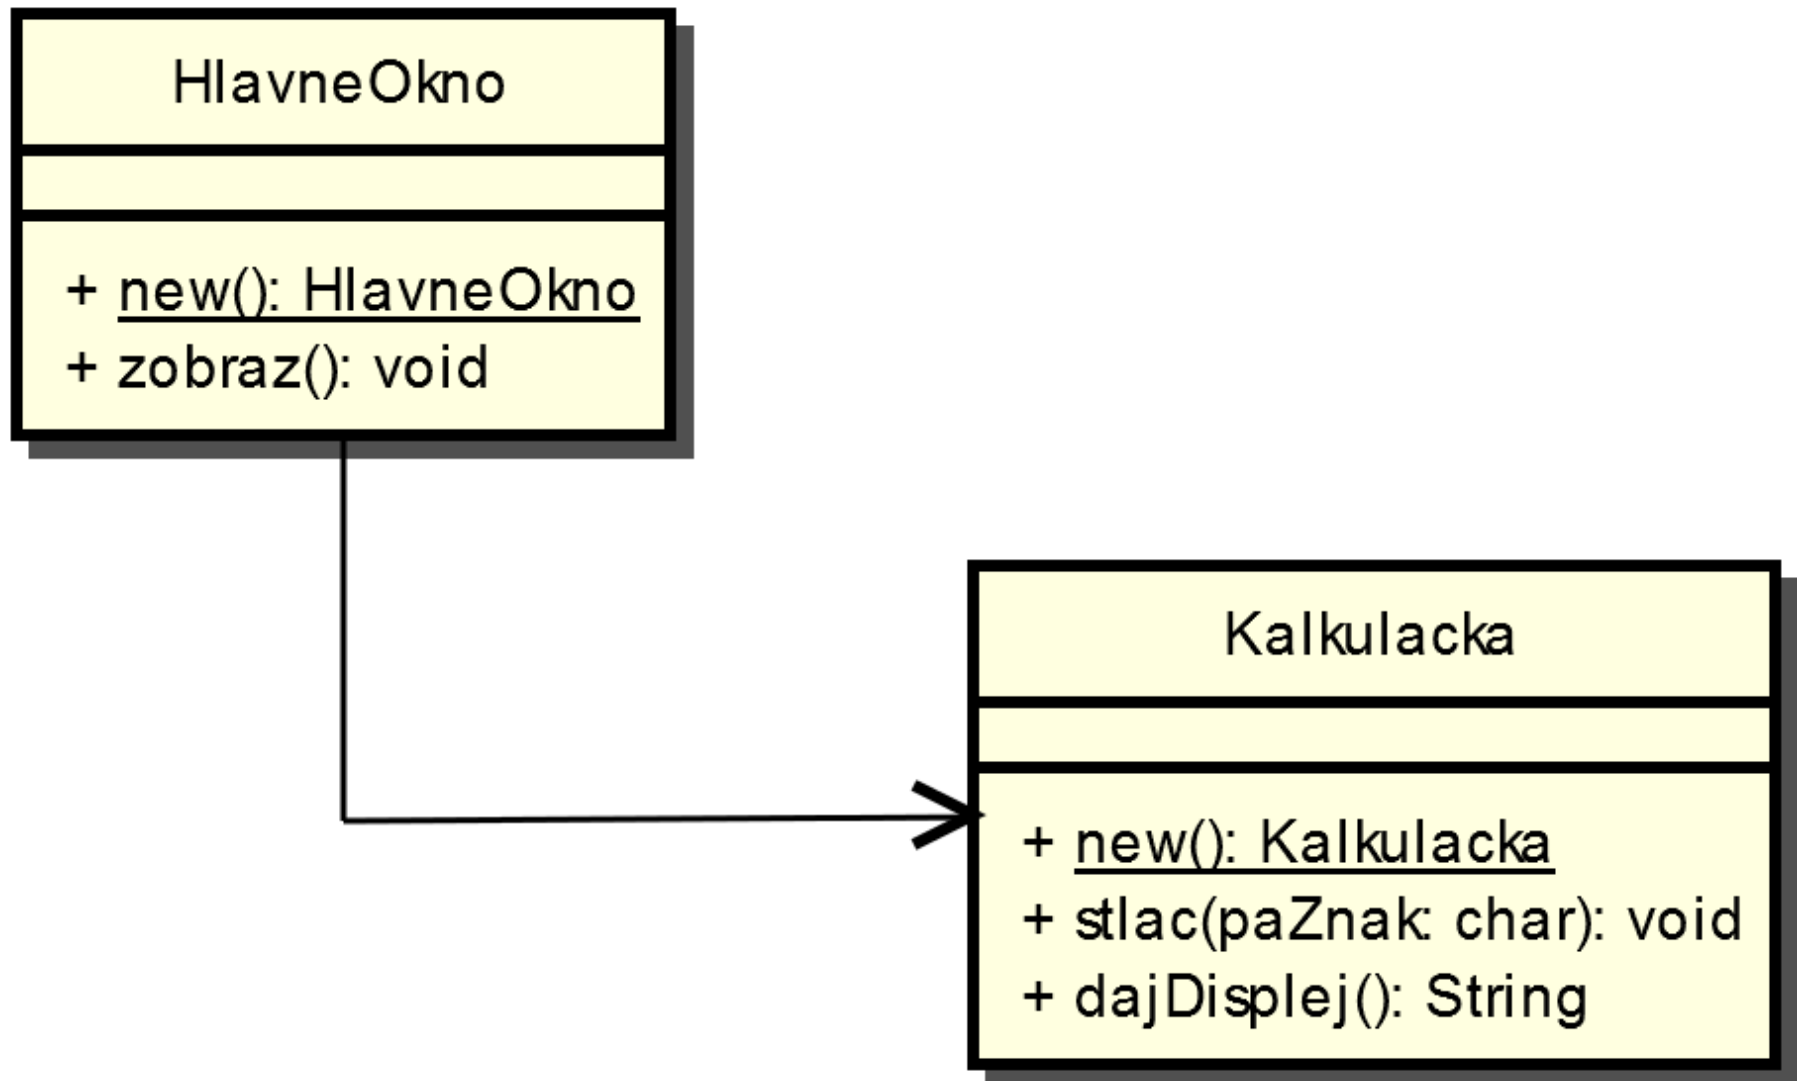 HlavneOkno
+ new(): HlavneOkno
+ zobraz(): void
Kalkulacka
+ new(): Kalkulacka
+ stlac(paZnak: char): void
+ dajDisplej(): String